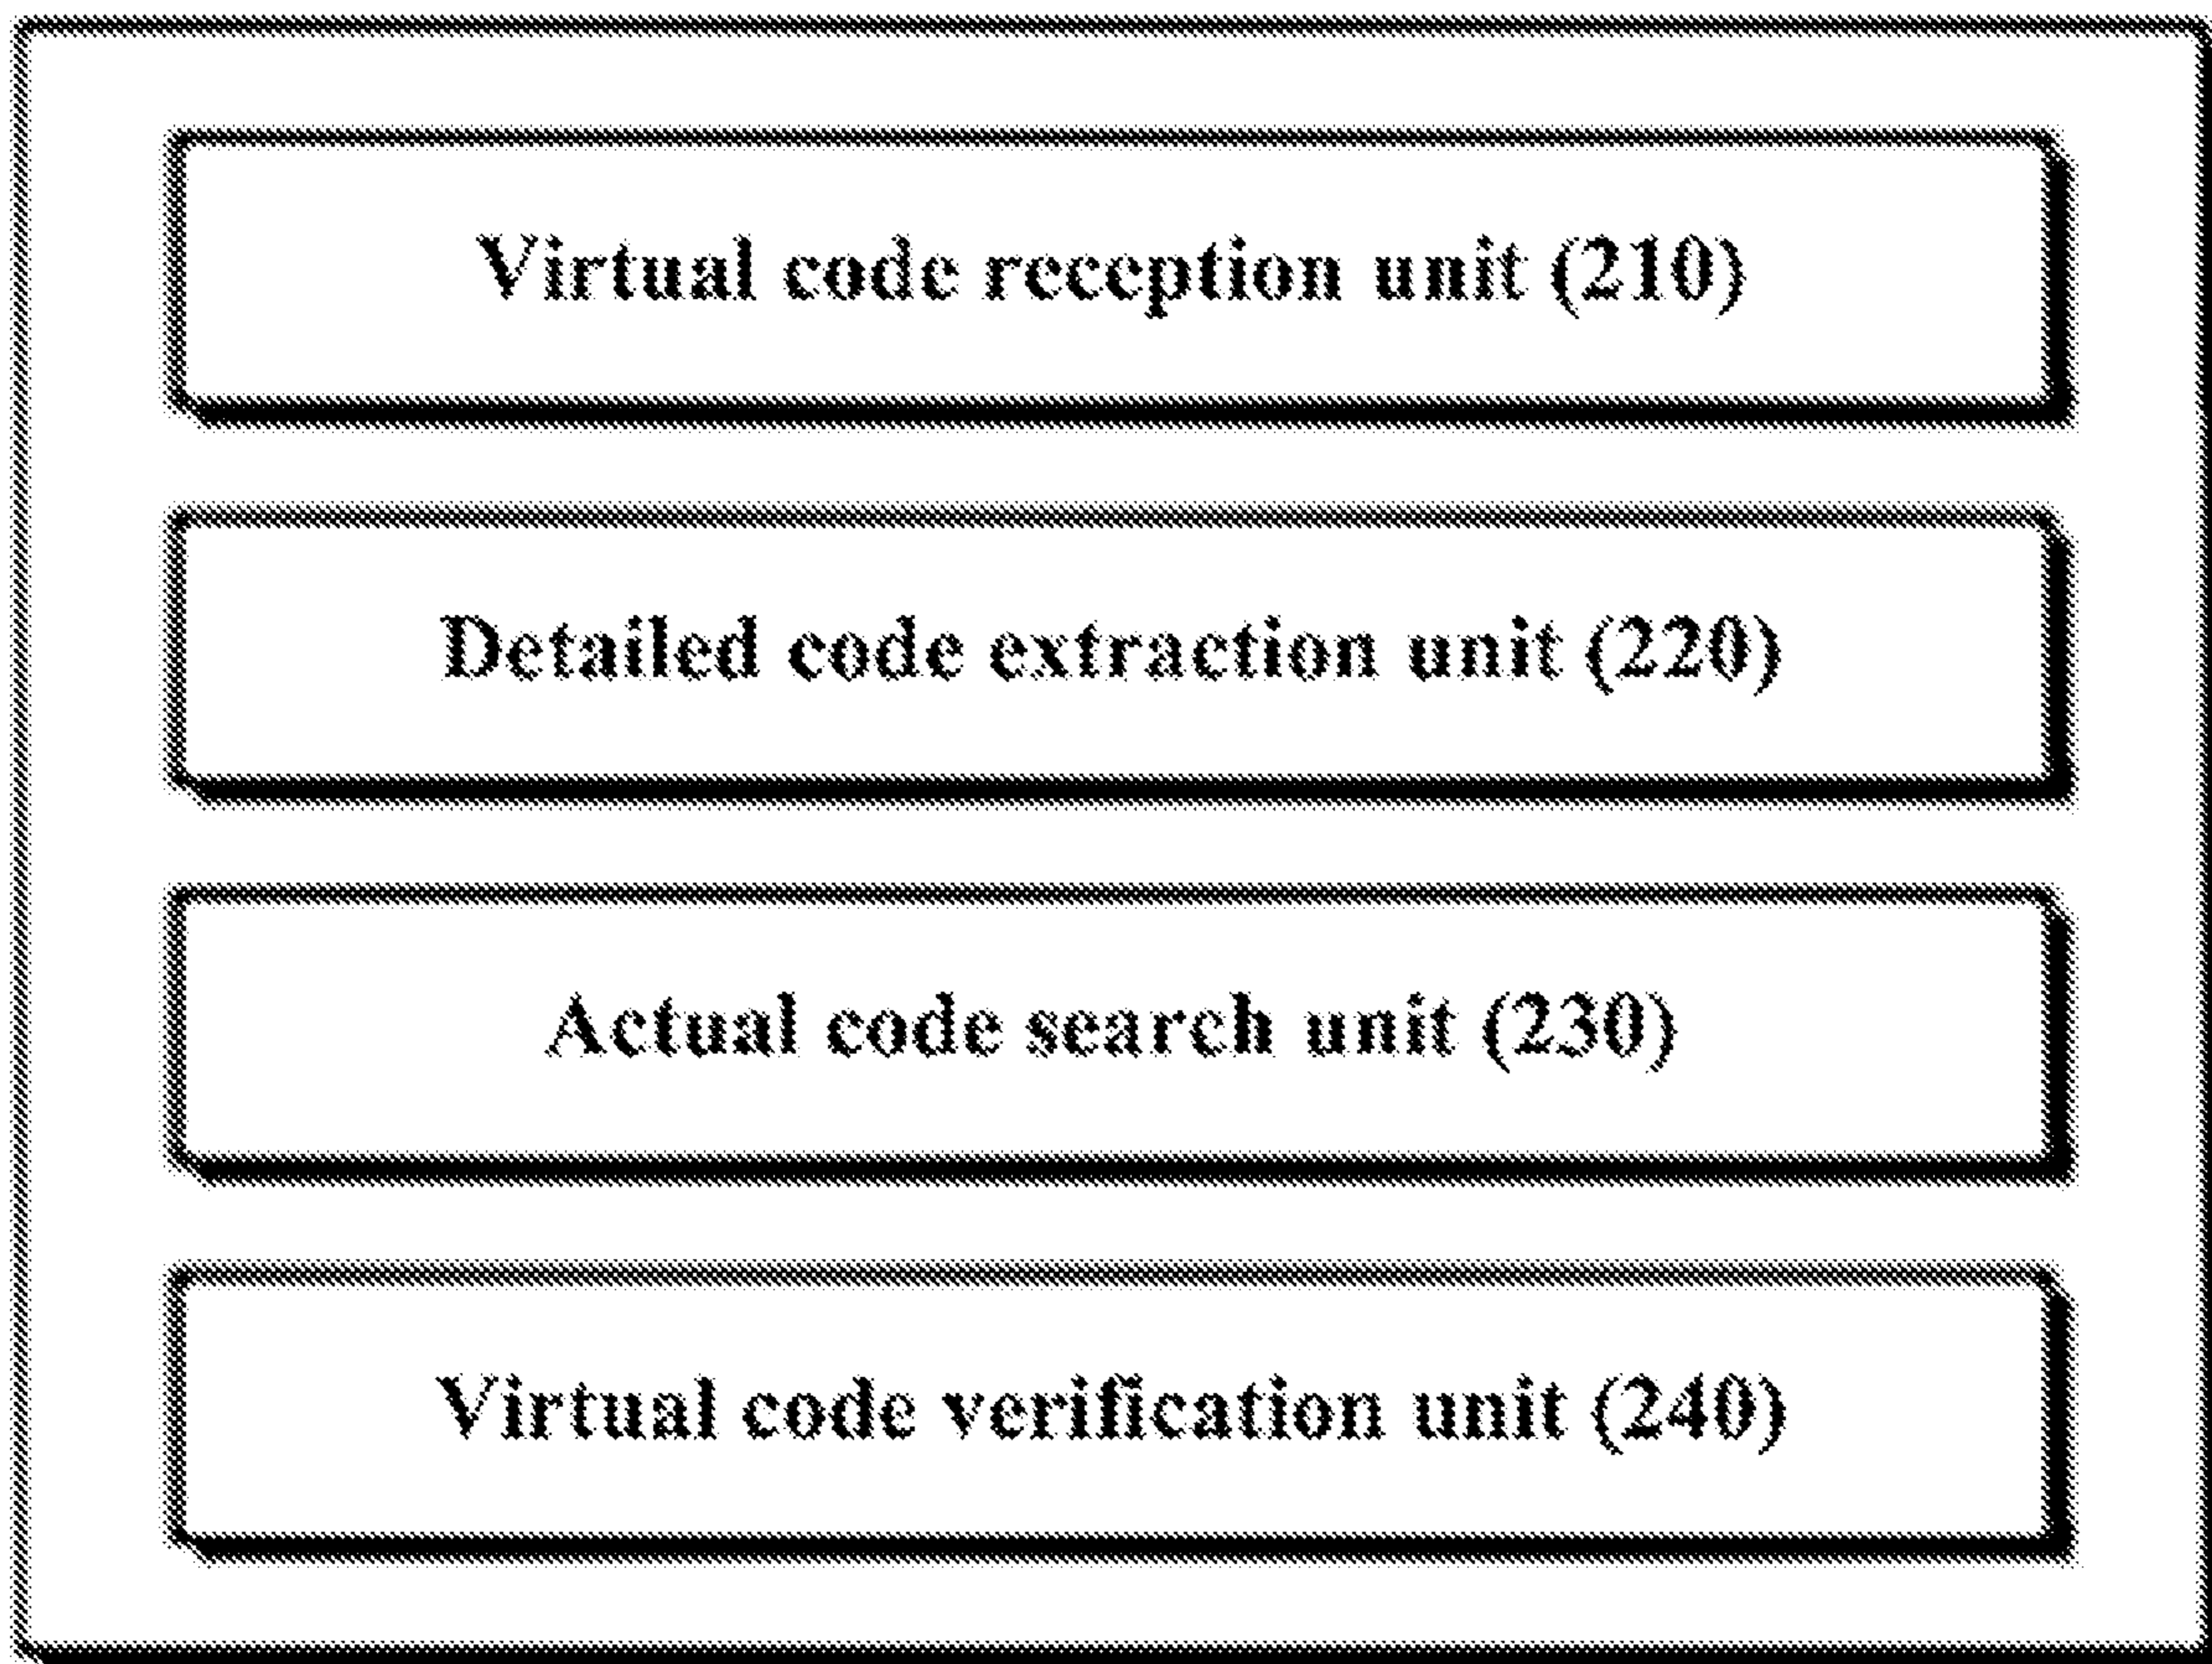 Virtual code reception unit (210)
Detailed code extraction unit (220)
Actual code search unit (230)
Virtual code verification unit (240)